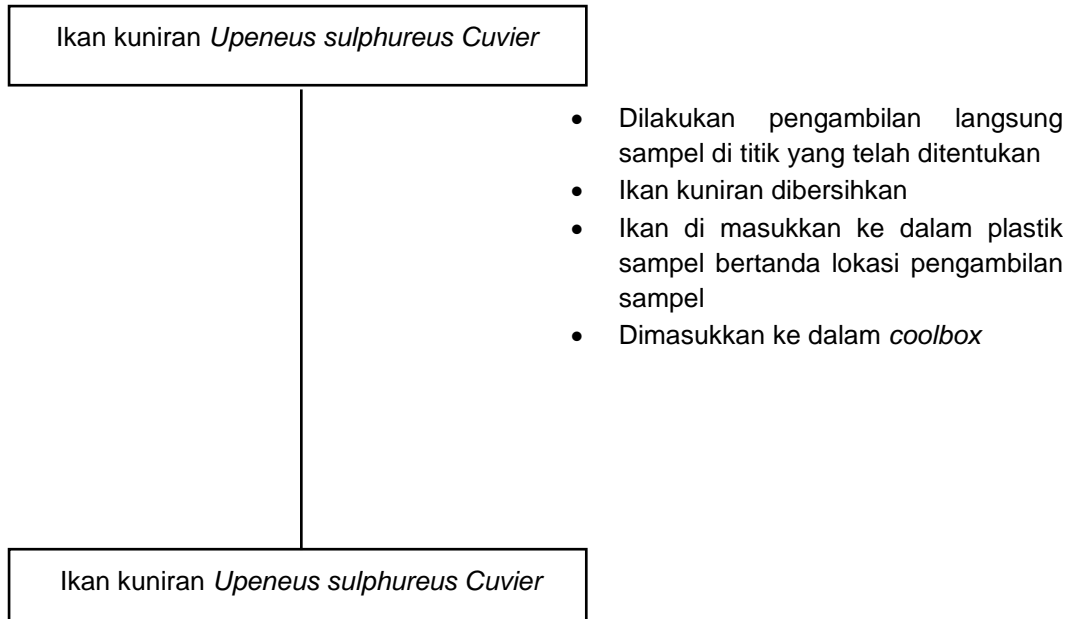 Ikan kuniran Upeneus sulphureus Cuvier
• Dilakukan pengambilan langsung
sampel di titik yang telah ditentukan
• Ikan kuniran dibersihkan
• Ikan di masukkan ke dalam plastik
sampel bertanda lokasi pengambilan
sampel
• Dimasukkan ke dalam coolbox
Ikan kuniran Upeneus sulphureus Cuvier